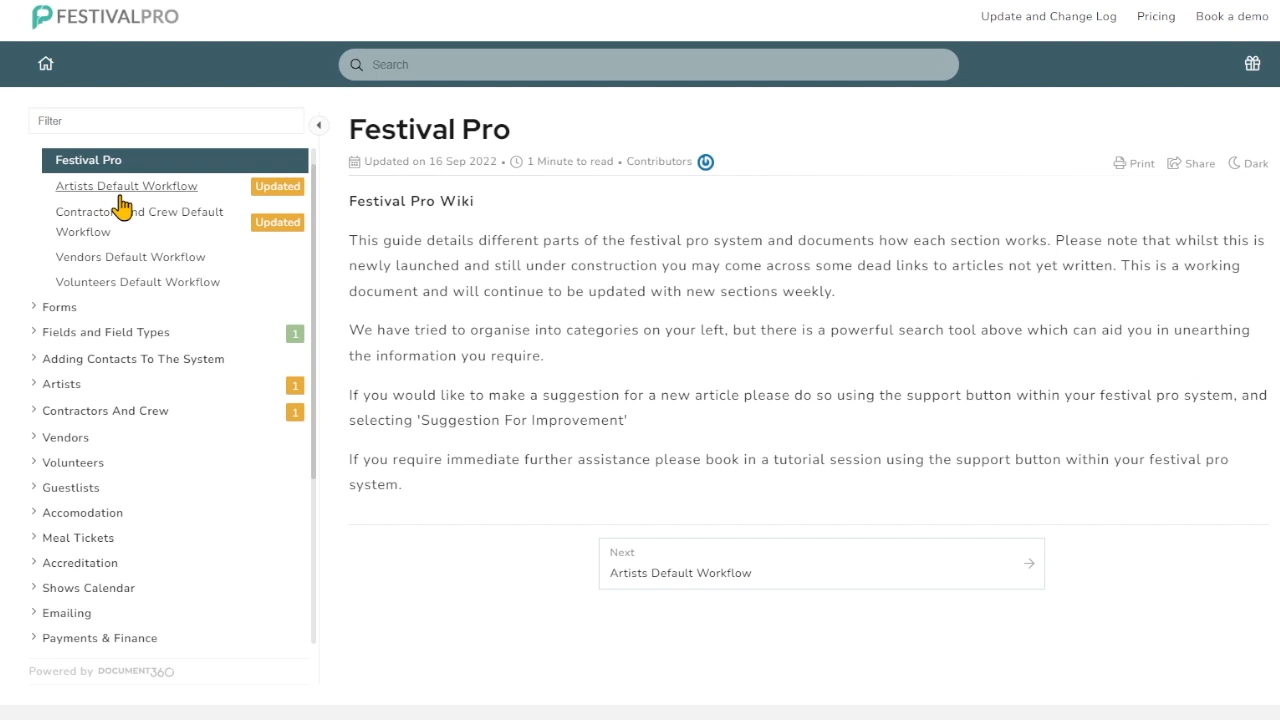 FESTIVALPRO
Update and Change Log Pricing Book a demo
Search
Filter
Festival Pro
Artists Default Workflow Updated
Contractors And Crew Default
Workflow
Updated
Vendors Default Workflow
Volunteers Default Workflow
Forms
Fields and Field Types 1
Adding Contacts To The System
Artists 1
Contractors And Crew 1
Vendors
Volunteers
Guestlists
Accomodation
Meal Tickets
Accreditation
Shows Calendar
Emailing
Payments & Finance
Powered by DOCUMENT360
Festival Pro
Updated on 16 Sep 2022 • 1 Minute to read • Contributors
Print Share Dark
Festival Pro Wiki
This guide details different parts of the festival pro system and documents how each section works. Please note that whilst this is
newly launched and still under construction you may come across some dead links to articles not yet written. This is a working
document and will continue to be updated with new sections weekly.
We have tried to organise into categories on your left, but there is a powerful search tool above which can aid you in unearthing
the information you require.
If you would like to make a suggestion for a new article please do so using the support button within your festival pro system, and
selecting 'Suggestion For Improvement'
If you require immediate further assistance please book in a tutorial session using the support button within your festival pro
system.
Next
Artists Default Workflow